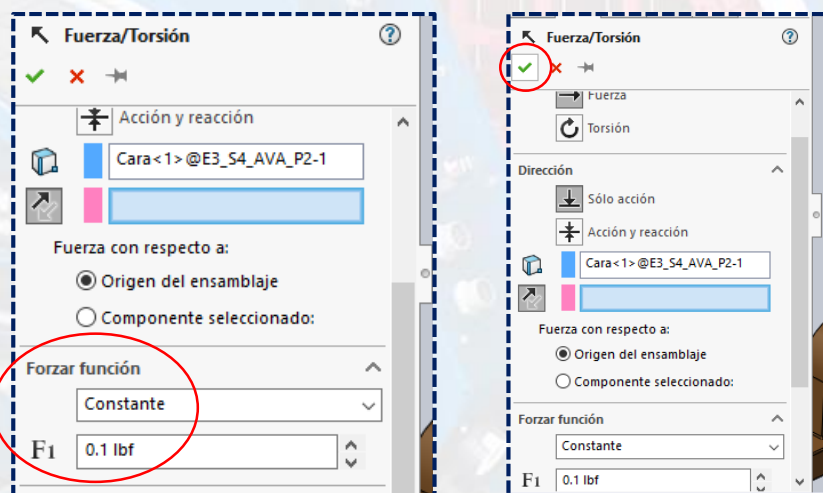 Fuerza/Torsión
Acción y reacción
Cara<1>@E3_S4_AVA_P2-1
Fuerza con respecto a:
Origen del ensamblaje
Componente seleccionado:
Forzar función
Constante
F1 0.1 lbf
Fuerza/Torsión
Fuerza
Torsión
Dirección
Sólo acción
Acción y reacción
Cara<1>@E3_S4_AVA_P2-1
Fuerza con respecto a:
Origen del ensamblaje
Componente seleccionado:
Forzar función
Constante
F1 0.1 lbf